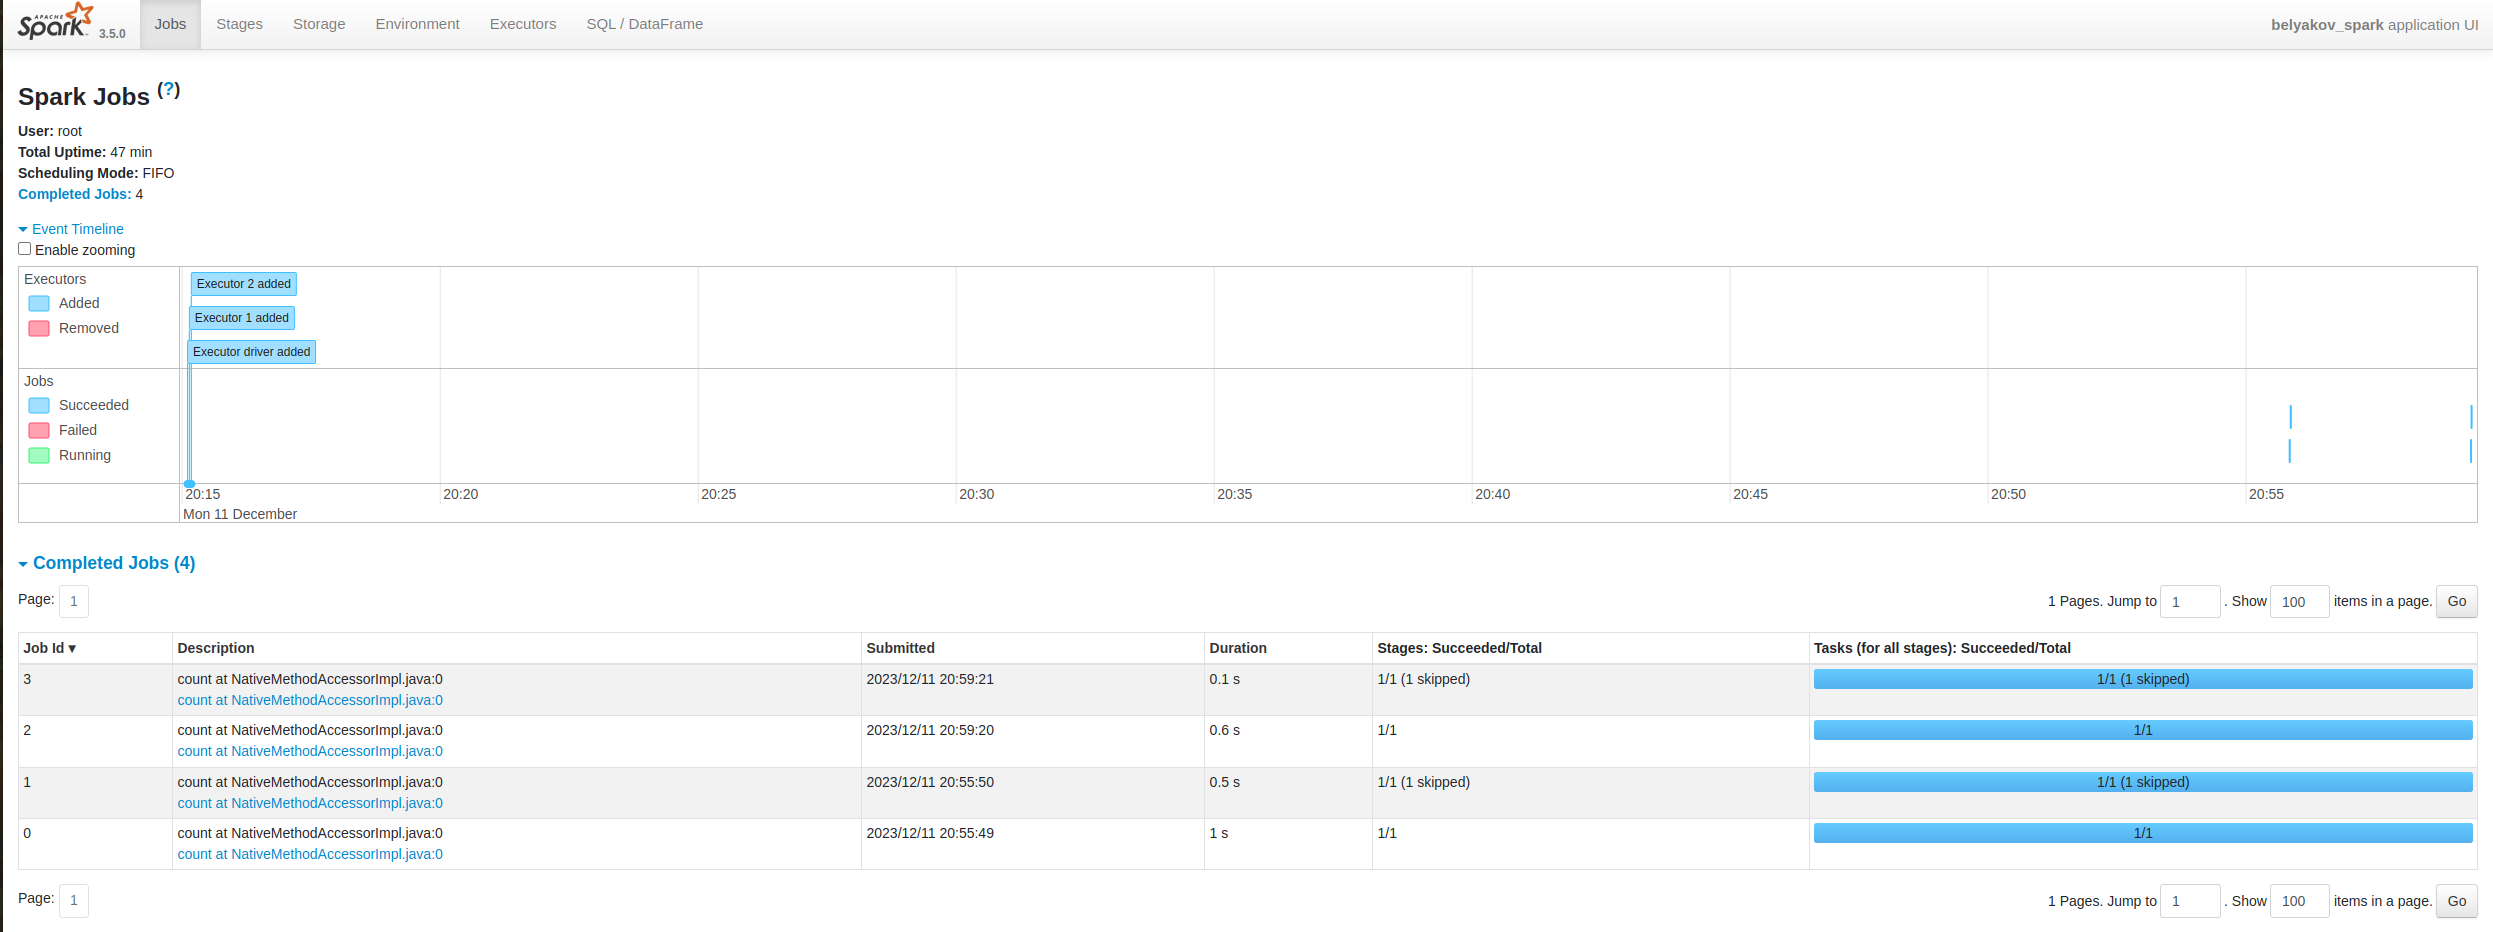 APACHE Spark 3.5.0 Jobs Stages Storage Environment Executors SQL / DataFrame belyakov_spark application UI
Spark Jobs (?)
User: root
Total Uptime: 47 min
Scheduling Mode: FIFO
Completed Jobs: 4
Event Timeline
Enable zooming
Executors
Added
Removed
Executor 2 added
Executor 1 added
Executor driver added
Jobs
Succeeded
Failed
Running
20:15 20:20 20:25 20:30 20:35 20:40 20:45 20:50 20:55
Mon 11 December
Completed Jobs (4)
Page: 1 1 Pages. Jump to 1 . Show 100 items in a page. Go
Job Id ▾ Description Submitted Duration Stages: Succeeded/Total Tasks (for all stages): Succeeded/Total
3 count at NativeMethodAccessorImpl.java:0 2023/12/11 20:59:21 0.1 s 1/1 (1 skipped) 1/1 (1 skipped)
count at NativeMethodAccessorImpl.java:0
2 count at NativeMethodAccessorImpl.java:0 2023/12/11 20:59:20 0.6 s 1/1 1/1
count at NativeMethodAccessorImpl.java:0
1 count at NativeMethodAccessorImpl.java:0 2023/12/11 20:55:50 0.5 s 1/1 (1 skipped) 1/1 (1 skipped)
count at NativeMethodAccessorImpl.java:0
0 count at NativeMethodAccessorImpl.java:0 2023/12/11 20:55:49 1 s 1/1 1/1
count at NativeMethodAccessorImpl.java:0
Page: 1 1 Pages. Jump to 1 . Show 100 items in a page. Go